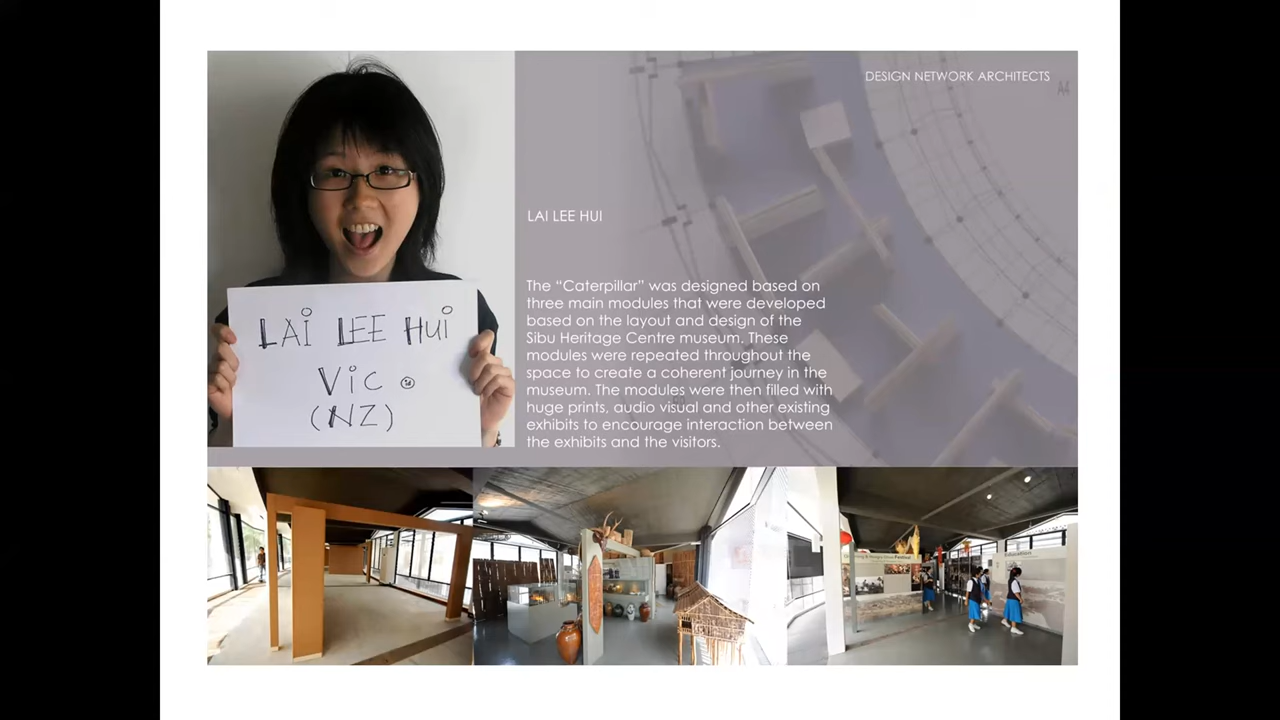 DESIGN NETWORK ARCHITECTS
A4
LAI LEE HUI
VIC
(NZ)
LAI LEE HUI
The “Caterpillar” was designed based on
three main modules that were developed
based on the layout and design of the
Sibu Heritage Centre museum. These
modules were repeated throughout the
space to create a coherent journey in the
museum. The modules were then filled with
huge prints, audio visual and other existing
exhibits to encourage interaction between
the exhibits and the visitors.
Festival
Education